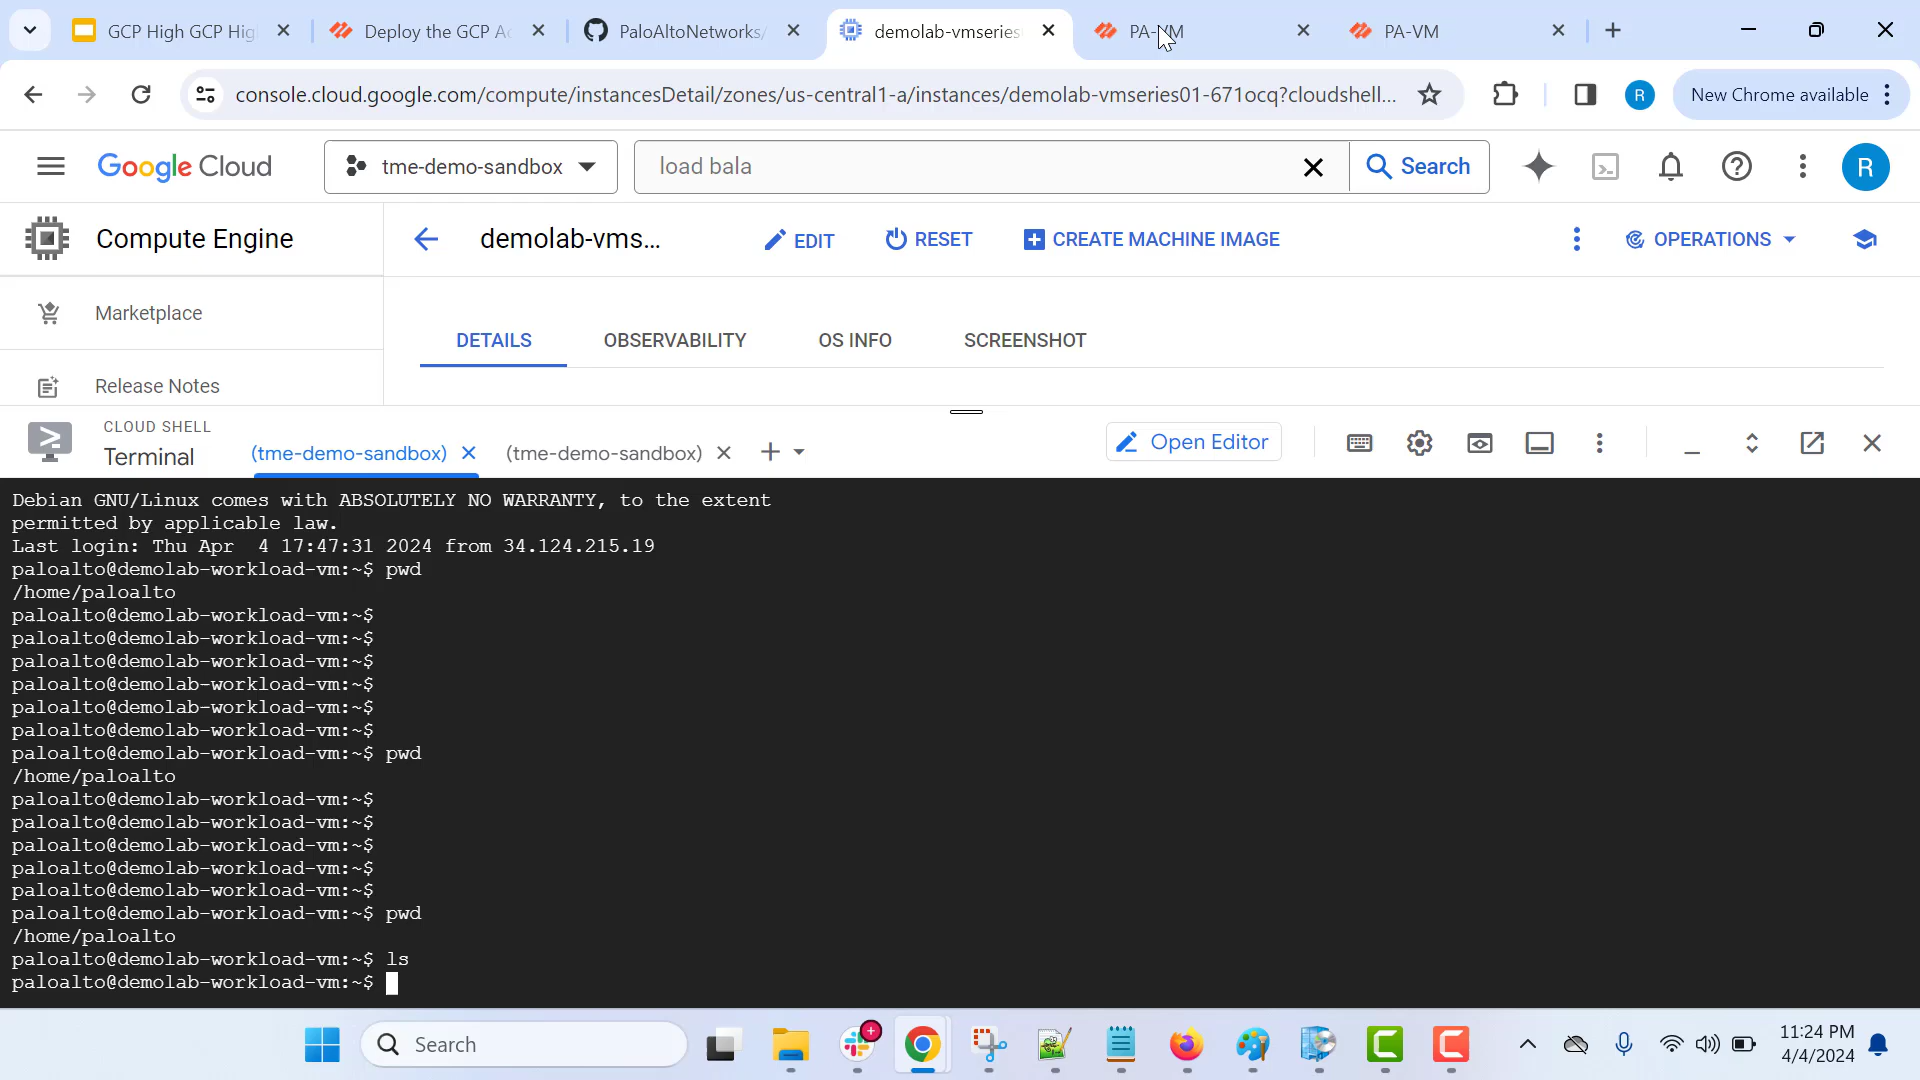 GCP High GCP Hig
Deploy the GCP Ac
PaloAltoNetworks/
demolab-vmseries
PA-VM
PA-VM
console.cloud.google.com/compute/instancesDetail/zones/us-central1-a/instances/demolab-vmseries01-671ocq?cloudshell...
R
New Chrome available
Google Cloud
tme-demo-sandbox
load bala
Search
R
Compute Engine
demolab-vms...
EDIT
RESET
CREATE MACHINE IMAGE
OPERATIONS
Marketplace
Release Notes
DETAILS
OBSERVABILITY
OS INFO
SCREENSHOT
CLOUD SHELL
Terminal
(tme-demo-sandbox)
(tme-demo-sandbox)
Open Editor
Debian GNU/Linux comes with ABSOLUTELY NO WARRANTY, to the extent
permitted by applicable law.
Last login: Thu Apr  4 17:47:31 2024 from 34.124.215.19
paloalto@demolab-workload-vm:~$ pwd
/home/paloalto
paloalto@demolab-workload-vm:~$
paloalto@demolab-workload-vm:~$
paloalto@demolab-workload-vm:~$
paloalto@demolab-workload-vm:~$
paloalto@demolab-workload-vm:~$
paloalto@demolab-workload-vm:~$
paloalto@demolab-workload-vm:~$ pwd
/home/paloalto
paloalto@demolab-workload-vm:~$
paloalto@demolab-workload-vm:~$
paloalto@demolab-workload-vm:~$
paloalto@demolab-workload-vm:~$
paloalto@demolab-workload-vm:~$
paloalto@demolab-workload-vm:~$ pwd
/home/paloalto
paloalto@demolab-workload-vm:~$ ls
paloalto@demolab-workload-vm:~$
Search
11:24 PM
4/4/2024